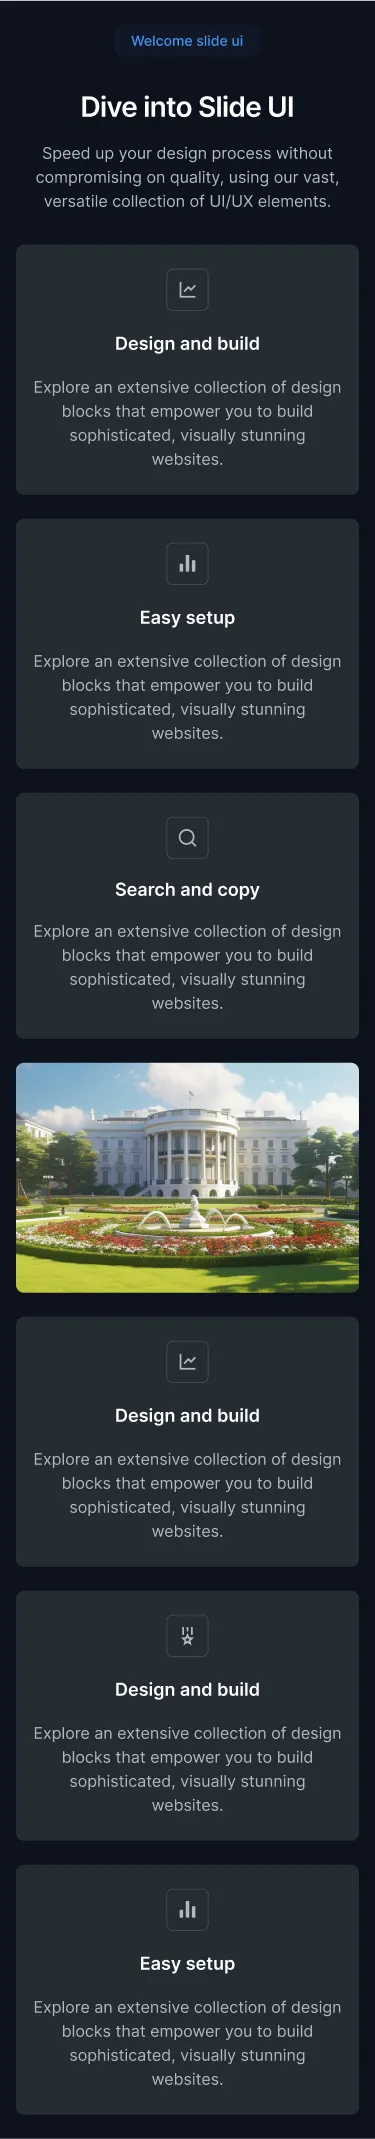 Welcome slide ui
Dive into Slide UI
Speed up your design process without
compromising on quality, using our vast,
versatile collection of UI/UX elements.
Design and build
Explore an extensive collection of design
blocks that empower you to build
sophisticated, visually stunning
websites.
Easy setup
Explore an extensive collection of design
blocks that empower you to build
sophisticated, visually stunning
websites.
Search and copy
Explore an extensive collection of design
blocks that empower you to build
sophisticated, visually stunning
websites.
Design and build
Explore an extensive collection of design
blocks that empower you to build
sophisticated, visually stunning
websites.
Design and build
Explore an extensive collection of design
blocks that empower you to build
sophisticated, visually stunning
websites.
Easy setup
Explore an extensive collection of design
blocks that empower you to build
sophisticated, visually stunning
websites.